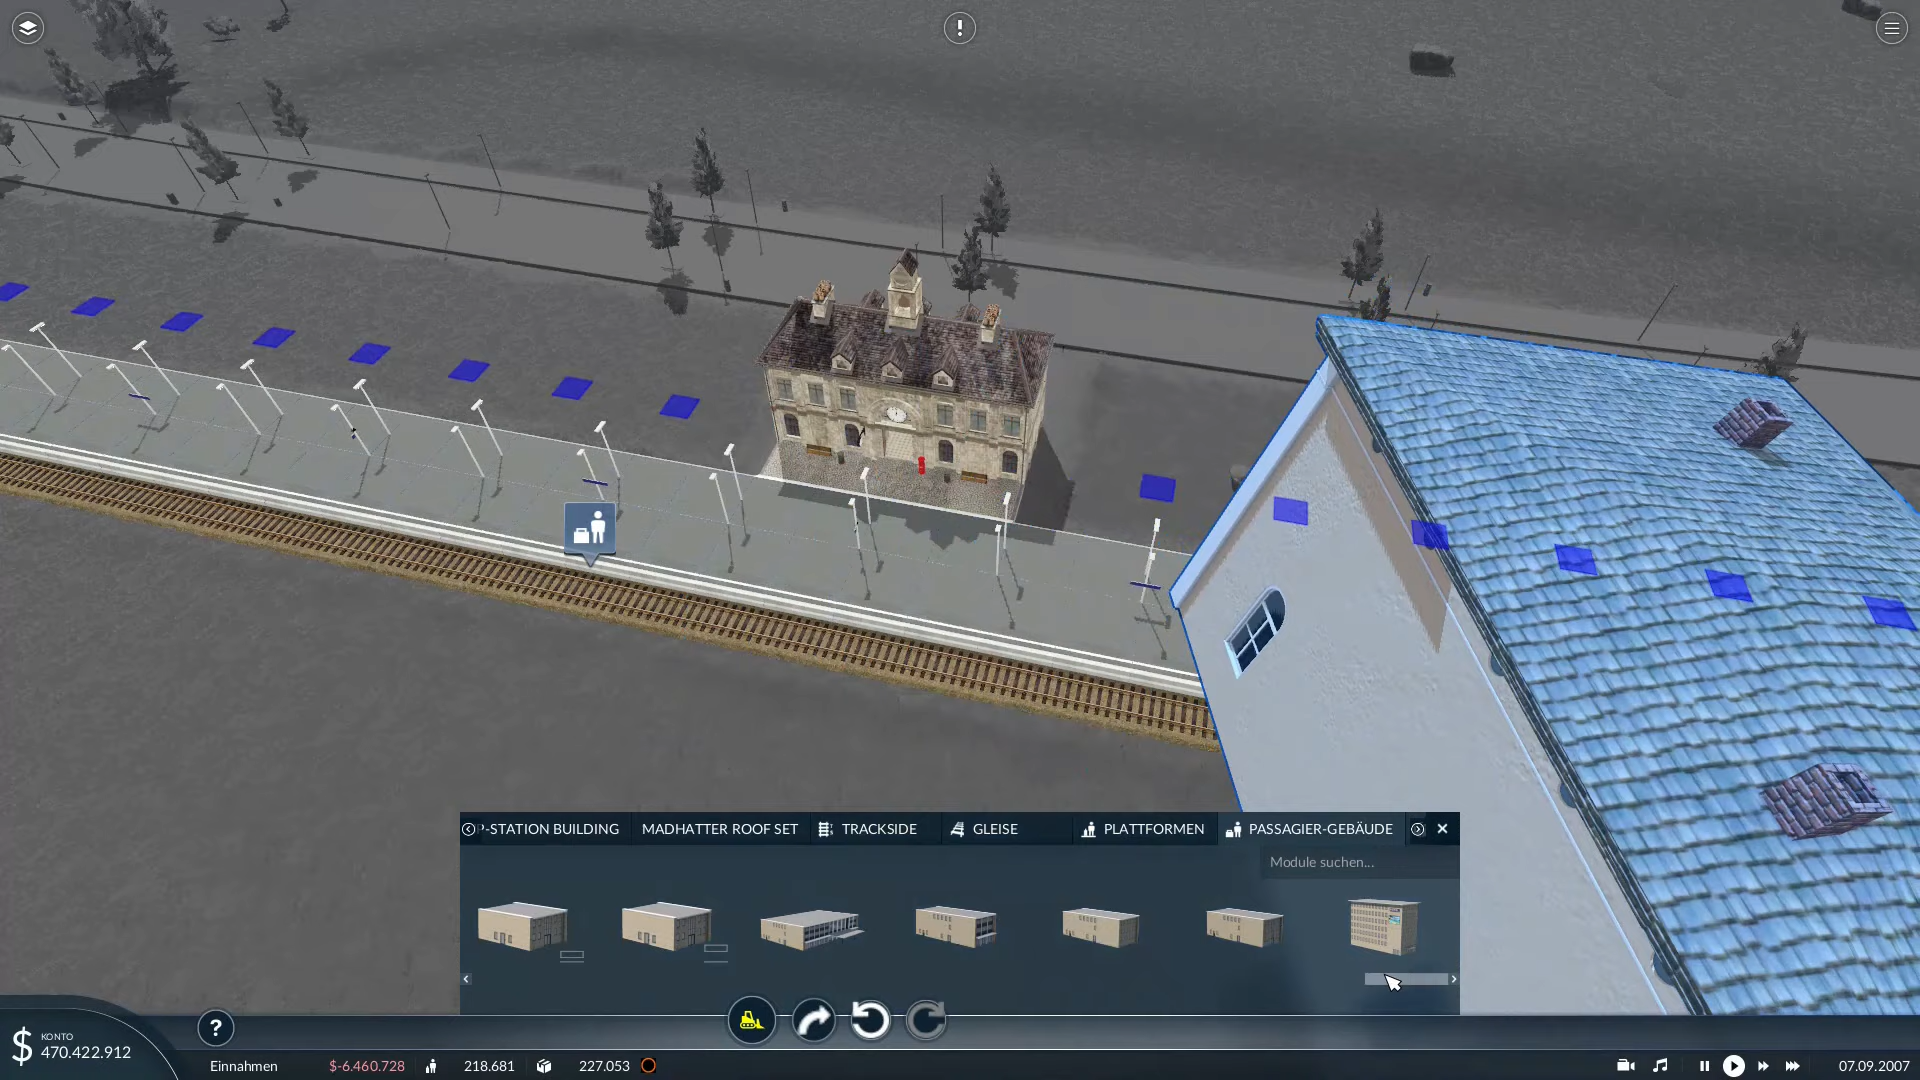 P-STATION BUILDING MADHATTER ROOF SET TRACKSIDE GLEISE PLATTFORMEN PASSAGIER-GEBÄUDE
Module suchen...
?
$ KONTO
470.422.912
Einnahmen $-6.460.728 218.681 227.053 07.09.2007